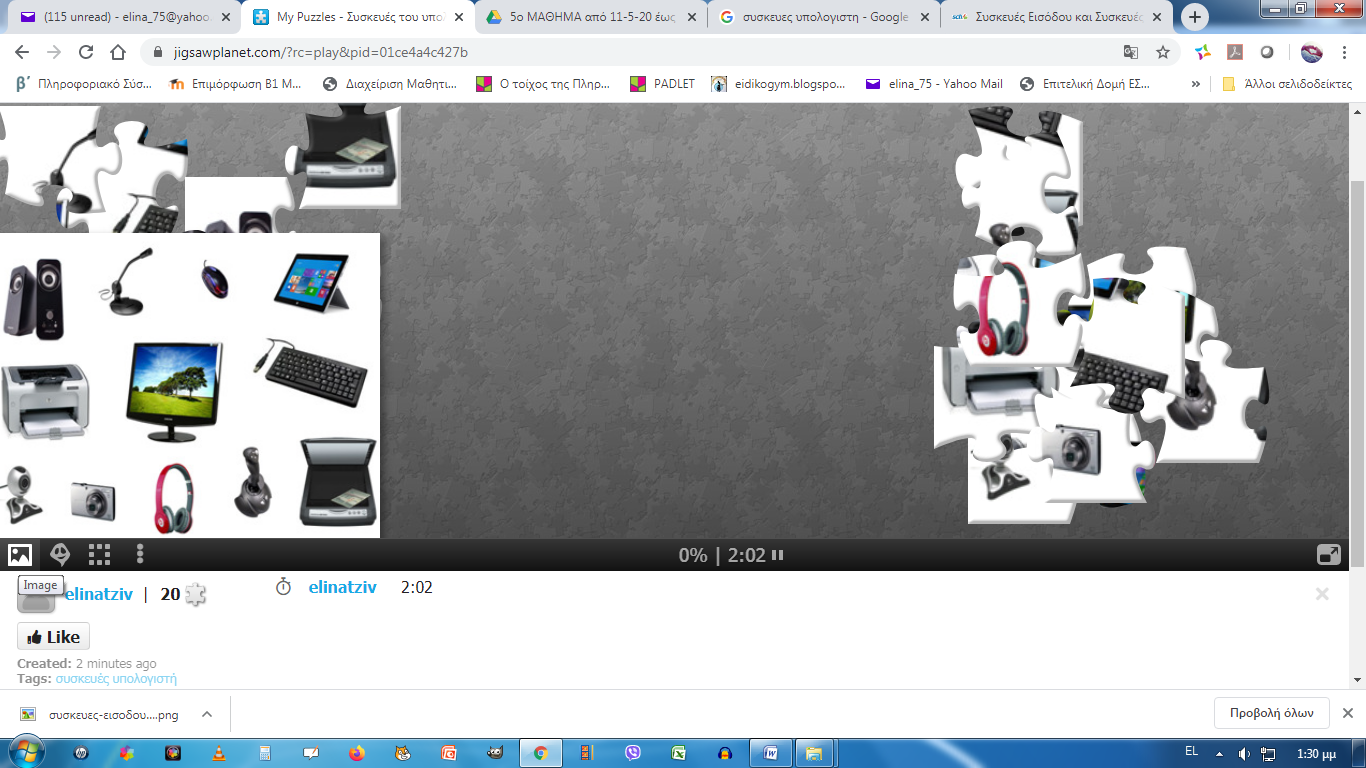 (115 unread) - elina_75@yahoo.
My Puzzles - Συσκευές του υπο
5ο ΜΑΘΗΜΑ από 11-5-20 έως
συσκευες υπολογιστη - Google
Συσκευές Εισόδου και Συσκευές
jigsawplanet.com/?rc=play&pid=01ce4a4c427b
Πληροφοριακό Σύσ...
Επιμόρφωση Β1 Μ...
Διαχείριση Μαθητι...
Ο τοίχος της Πληρ...
PADLET
eidikogym.blogspo...
elina_75 - Yahoo Mail
Επιτελική Δομή ΕΣ...
»
Άλλοι σελιδοδείκτες
0% | 2:02
Image
elinatziv | 20
elinatziv 2:02
Like
Created: 2 minutes ago
Tags: συσκευές υπολογιστή
συσκευες-εισοδου....png
Προβολή όλων
EL
1:30 μμ